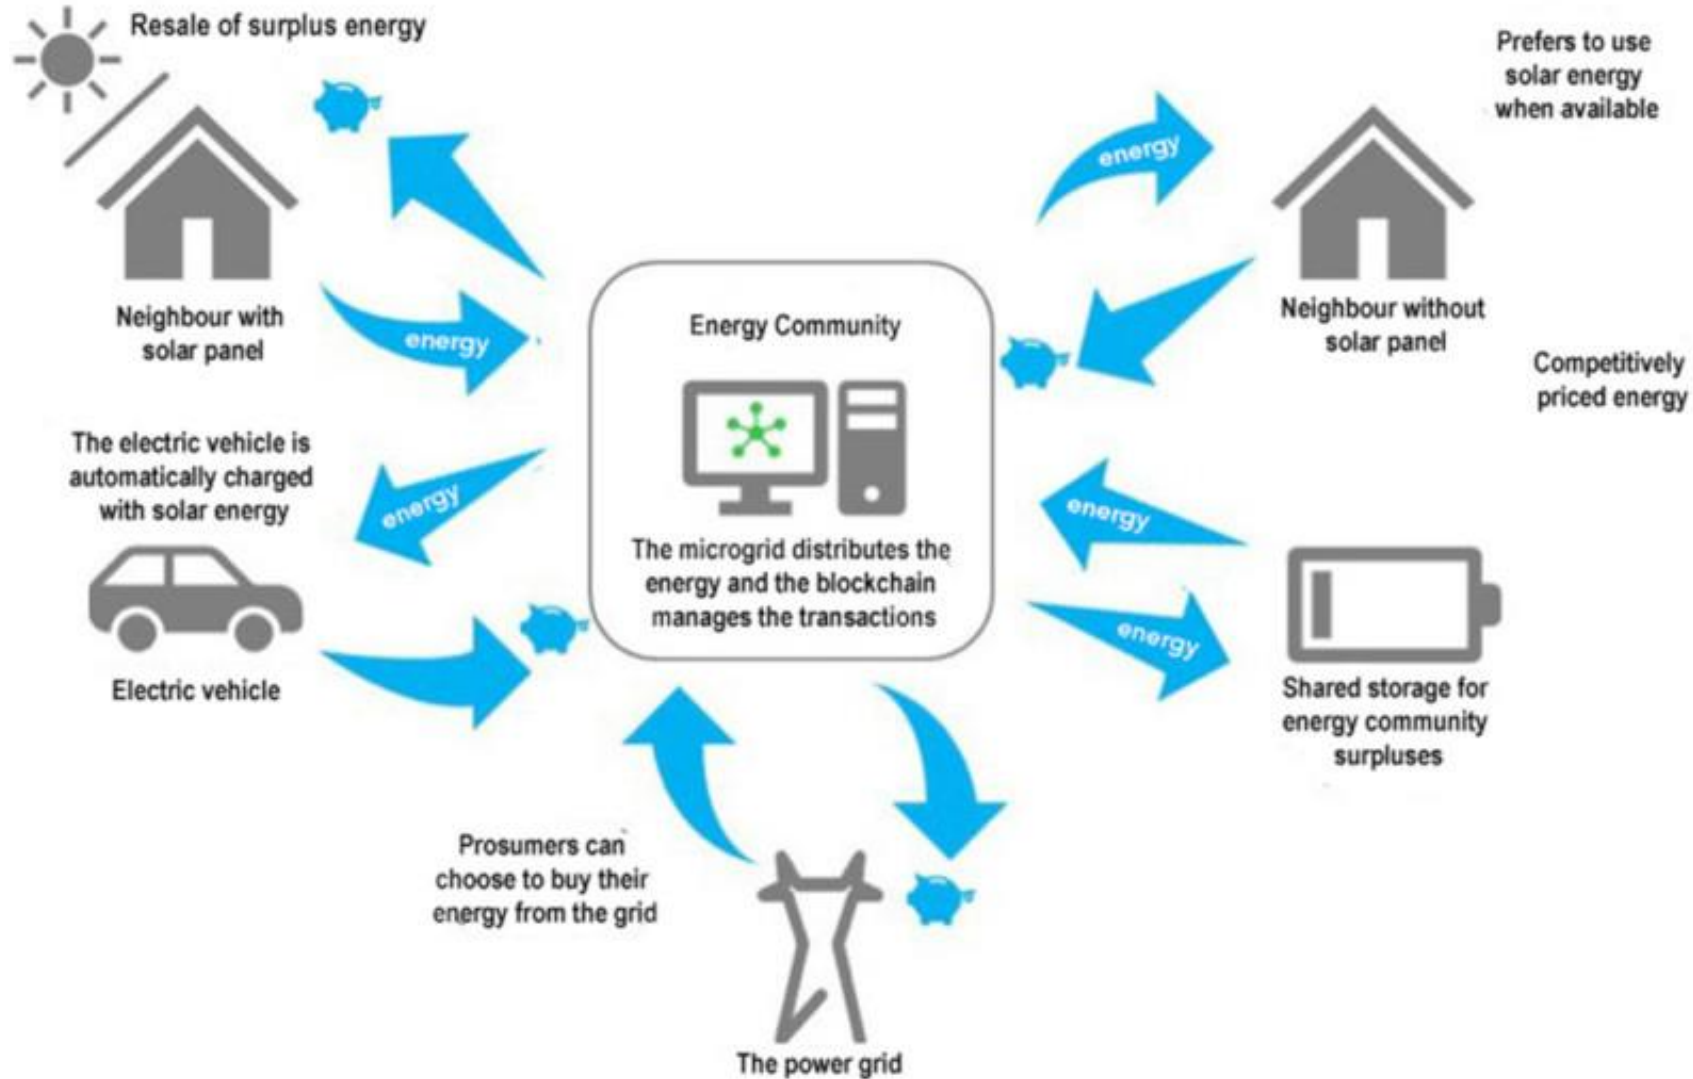 Resale of surplus energy
Prefers to use
solar energy
when available
energy
Neighbour with
solar panel
energy
Energy Community
Neighbour without
solar panel
Competitively
priced energy
The electric vehicle is
automatically charged
with solar energy
energy
energy
The microgrid distributes the
energy and the blockchain
manages the transactions
energy
Electric vehicle
Shared storage for
energy community
surpluses
Prosumers can
choose to buy their
energy from the grid
The power grid